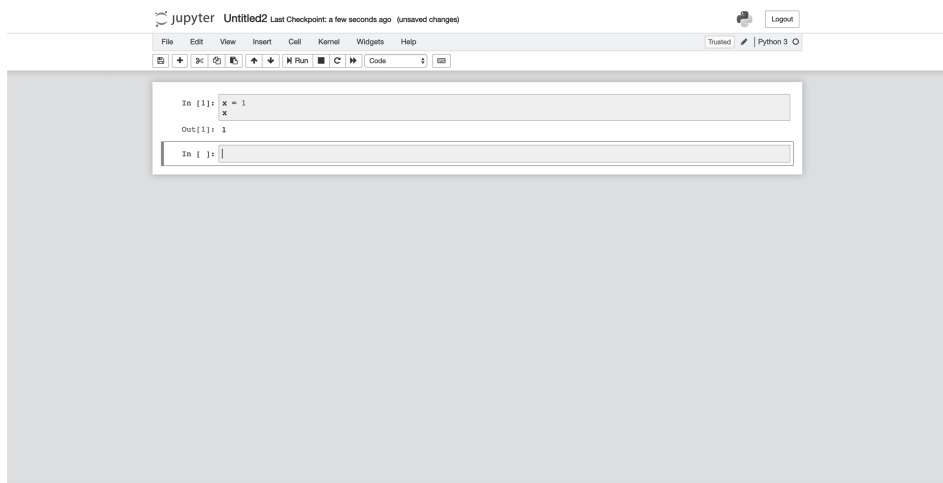 jupyter Untitled2 Last Checkpoint: a few seconds ago (unsaved changes) Logout
File Edit View Insert Cell Kernel Widgets Help Trusted Python 3
Run Code
In [1]: x = 1
x
Out[1]: 1
In [ ]: